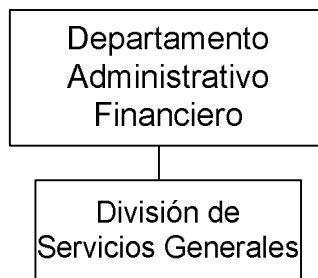 Departamento
Administrativo
Financiero
División de
Servicios Generales